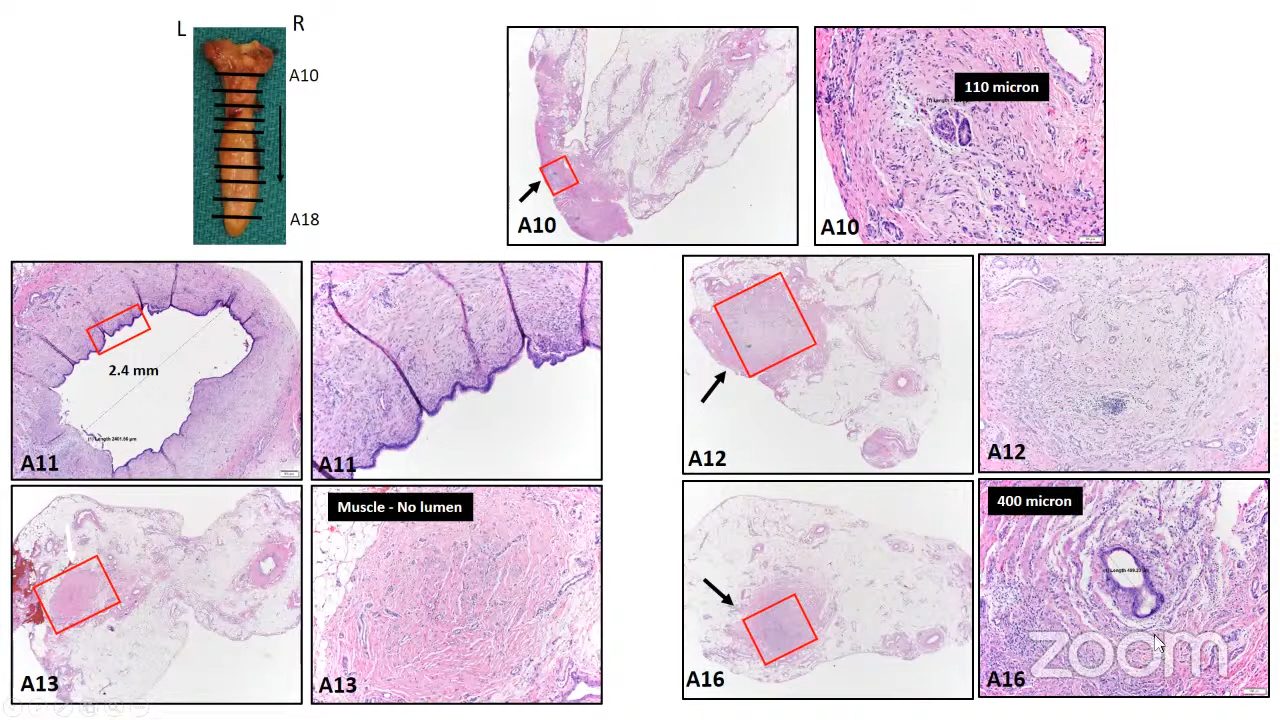 L
R
A10
A18
A10
110 micron
A10
2.4 mm
A11
A11
A12
A12
A13
Muscle - No lumen
A13
A16
400 micron
zoom
A16